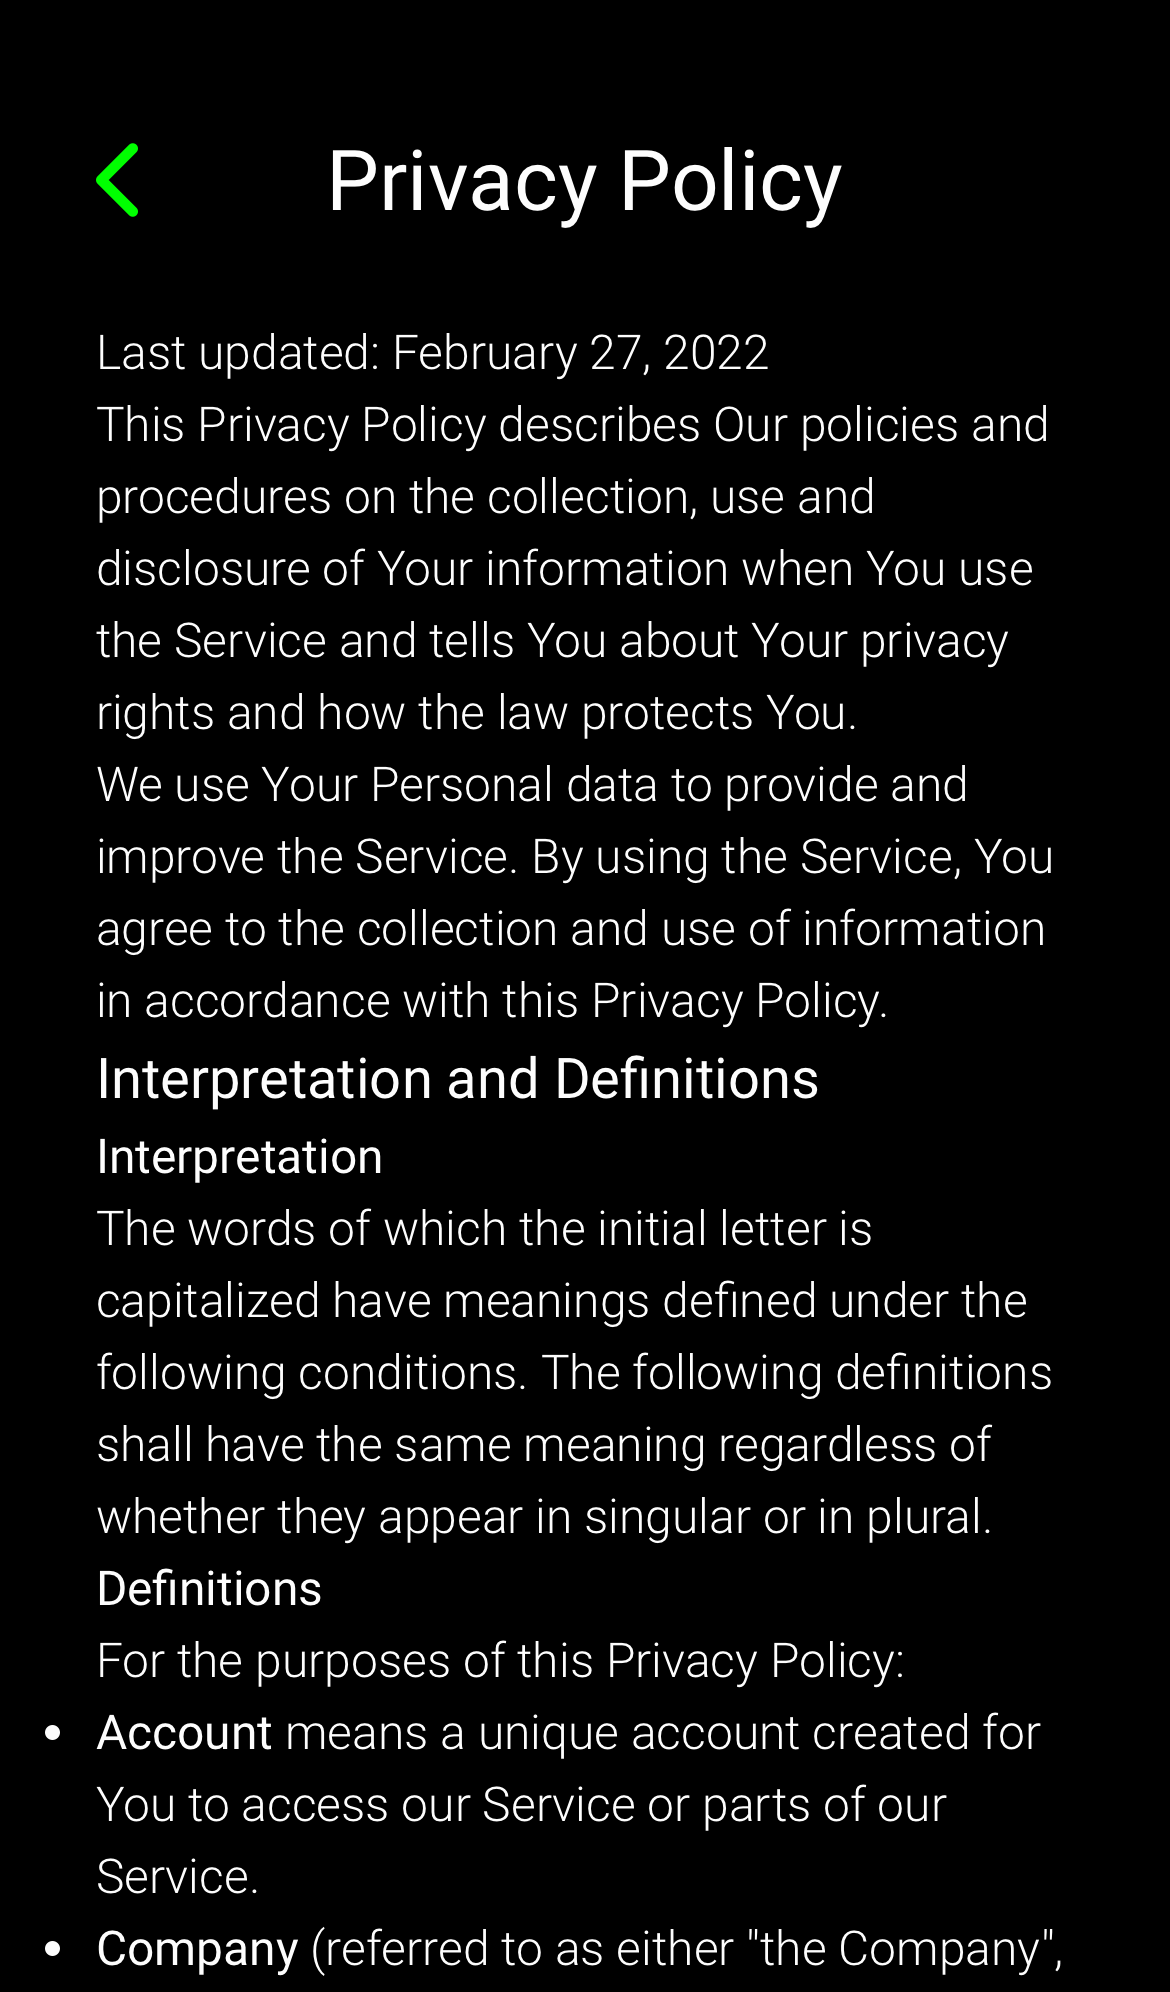 Privacy Policy
Last updated: February 27, 2022
This Privacy Policy describes Our policies and
procedures on the collection, use and
disclosure of Your information when You use
the Service and tells You about Your privacy
rights and how the law protects You.
We use Your Personal data to provide and
improve the Service. By using the Service, You
agree to the collection and use of information
in accordance with this Privacy Policy.
Interpretation and Definitions
Interpretation
The words of which the initial letter is
capitalized have meanings defined under the
following conditions. The following definitions
shall have the same meaning regardless of
whether they appear in singular or in plural.
Definitions
For the purposes of this Privacy Policy:
• Account means a unique account created for
You to access our Service or parts of our
Service.
• Company (referred to as either "the Company",